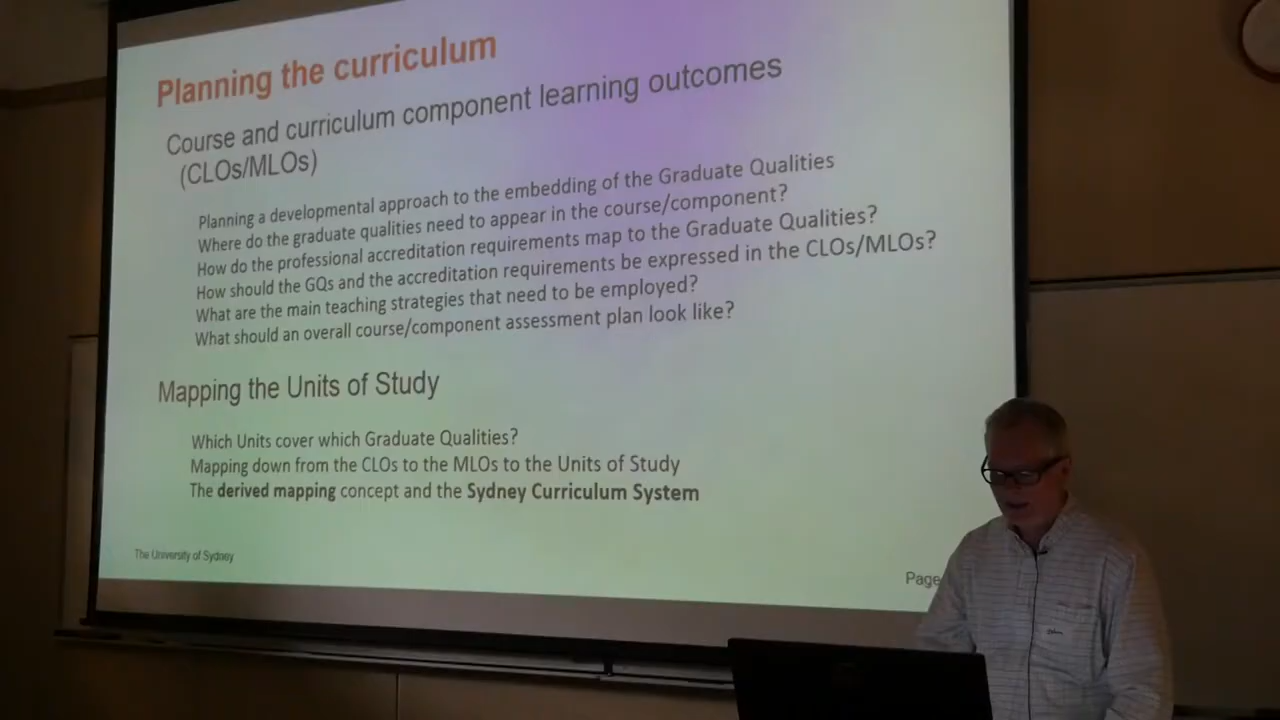 Planning the curriculum
Course and curriculum component learning outcomes
(CLOs/MLOs)
Planning a developmental approach to the embedding of the Graduate Qualities
Where do the graduate qualities need to appear in the course/component?
How do the professional accreditation requirements map to the Graduate Qualities?
How should the GQs and the accreditation requirements be expressed in the CLOs/MLOs?
What are the main teaching strategies that need to be employed?
What should an overall course/component assessment plan look like?
Mapping the Units of Study
Which Units cover which Graduate Qualities?
Mapping down from the CLOs to the MLOs to the Units of Study
The derived mapping concept and the Sydney Curriculum System
The University of Sydney
Page